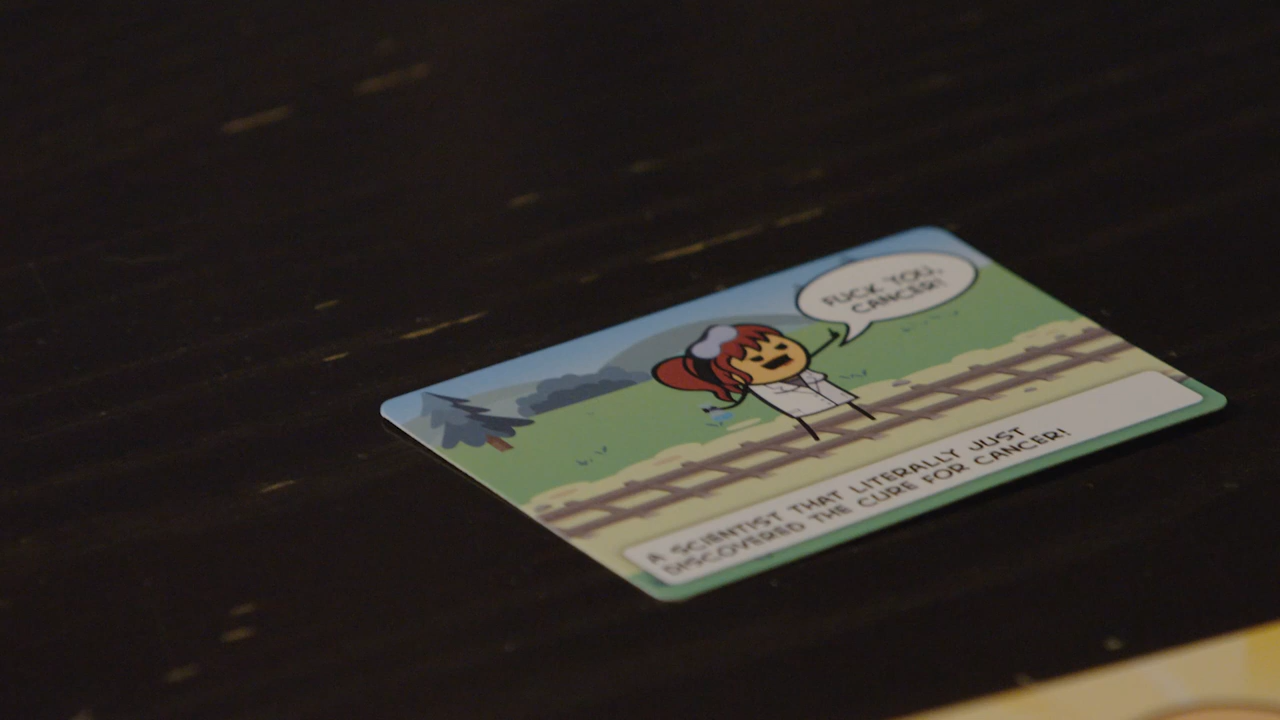 FUCK YOU,
CANCER!
A SCIENTIST THAT LITERALLY JUST
DISCOVERED THE CURE FOR CANCER!